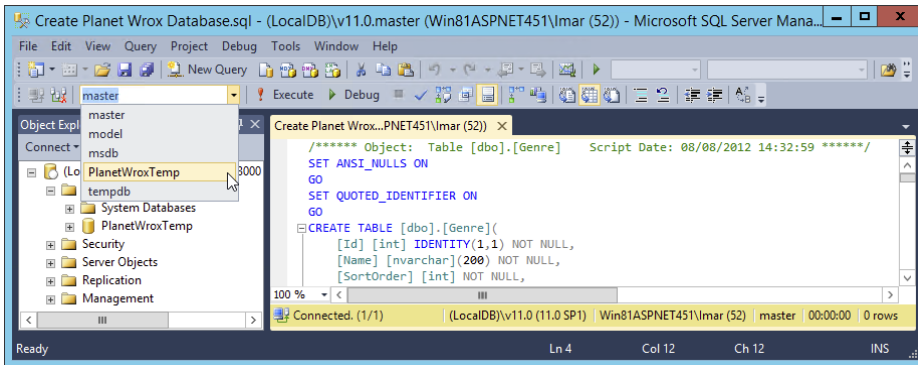 Create Planet Wrox Database.sql - (LocalDB)\v11.0.master (Win81ASPNET451\Imar (52)) - Microsoft SQL Server Mana...
File Edit View Query Project Debug Tools Window Help
New Query
master Execute Debug
master
model
msdb
PlanetWroxTemp
tempdb
Object Expl
Connect
(Lo 3000
System Databases
PlanetWroxTemp
Security
Server Objects
Replication
Management
Create Planet Wrox...PNET451\Imar (52))
/****** Object: Table [dbo].[Genre] Script Date: 08/08/2012 14:32:59 ******/
SET ANSI_NULLS ON
GO
SET QUOTED_IDENTIFIER ON
GO
CREATE TABLE [dbo].[Genre](
[Id] [int] IDENTITY(1,1) NOT NULL,
[Name] [nvarchar](200) NOT NULL,
[SortOrder] [int] NOT NULL,
100 %
Connected. (1/1) (LocalDB)\v11.0 (11.0 SP1) Win81ASPNET451\Imar (52) master 00:00:00 0 rows
Ready Ln 4 Col 12 Ch 12 INS